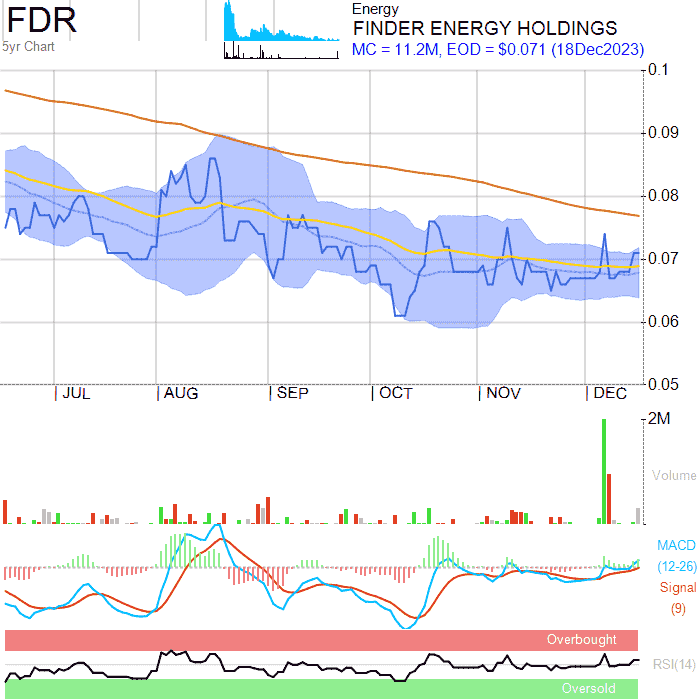 FDR
5yr Chart
Energy
FINDER ENERGY HOLDINGS
MC = 11.2M, EOD = $0.071 (18Dec2023)
0.1
0.09
0.08
0.07
0.06
0.05
JUL AUG SEP OCT NOV DEC
2M
Volume
MACD
(12-26)
Signal
(9)
Overbought
RSI(14)
Oversold